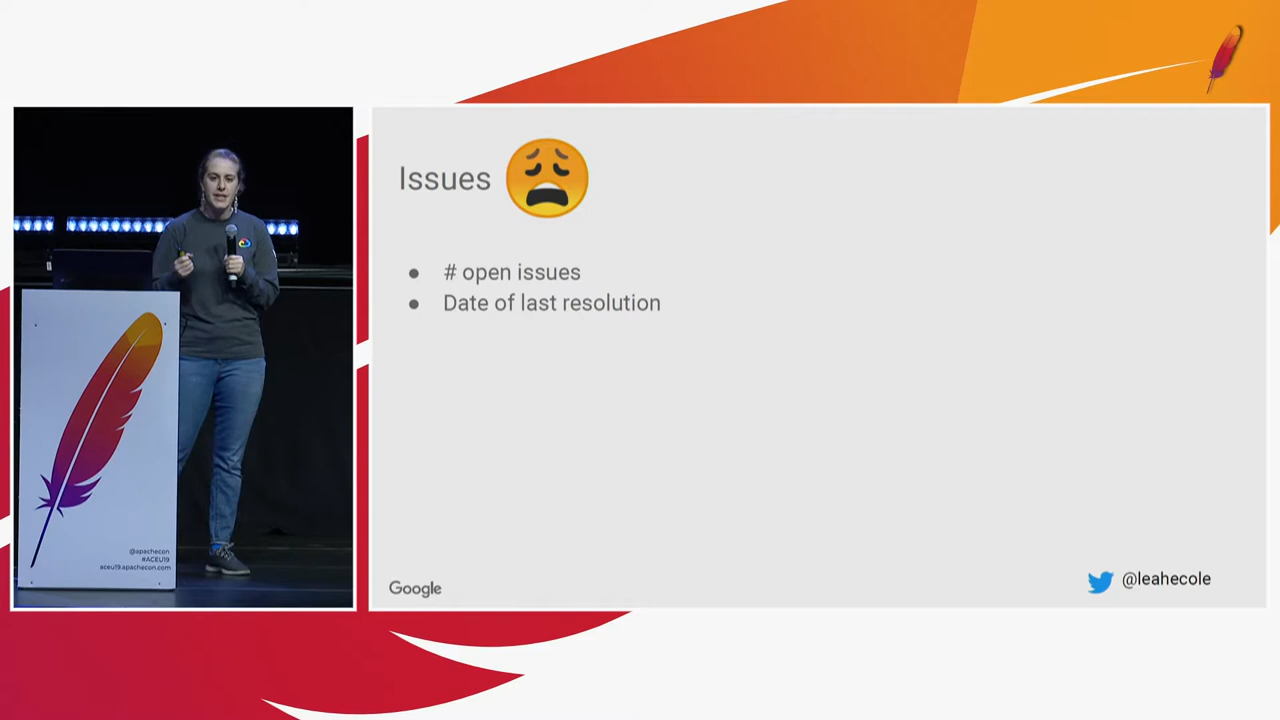 Issues
# open issues
Date of last resolution
Google
@leahecole
@apachecon
#ACEU19
aceu19.apachecon.com